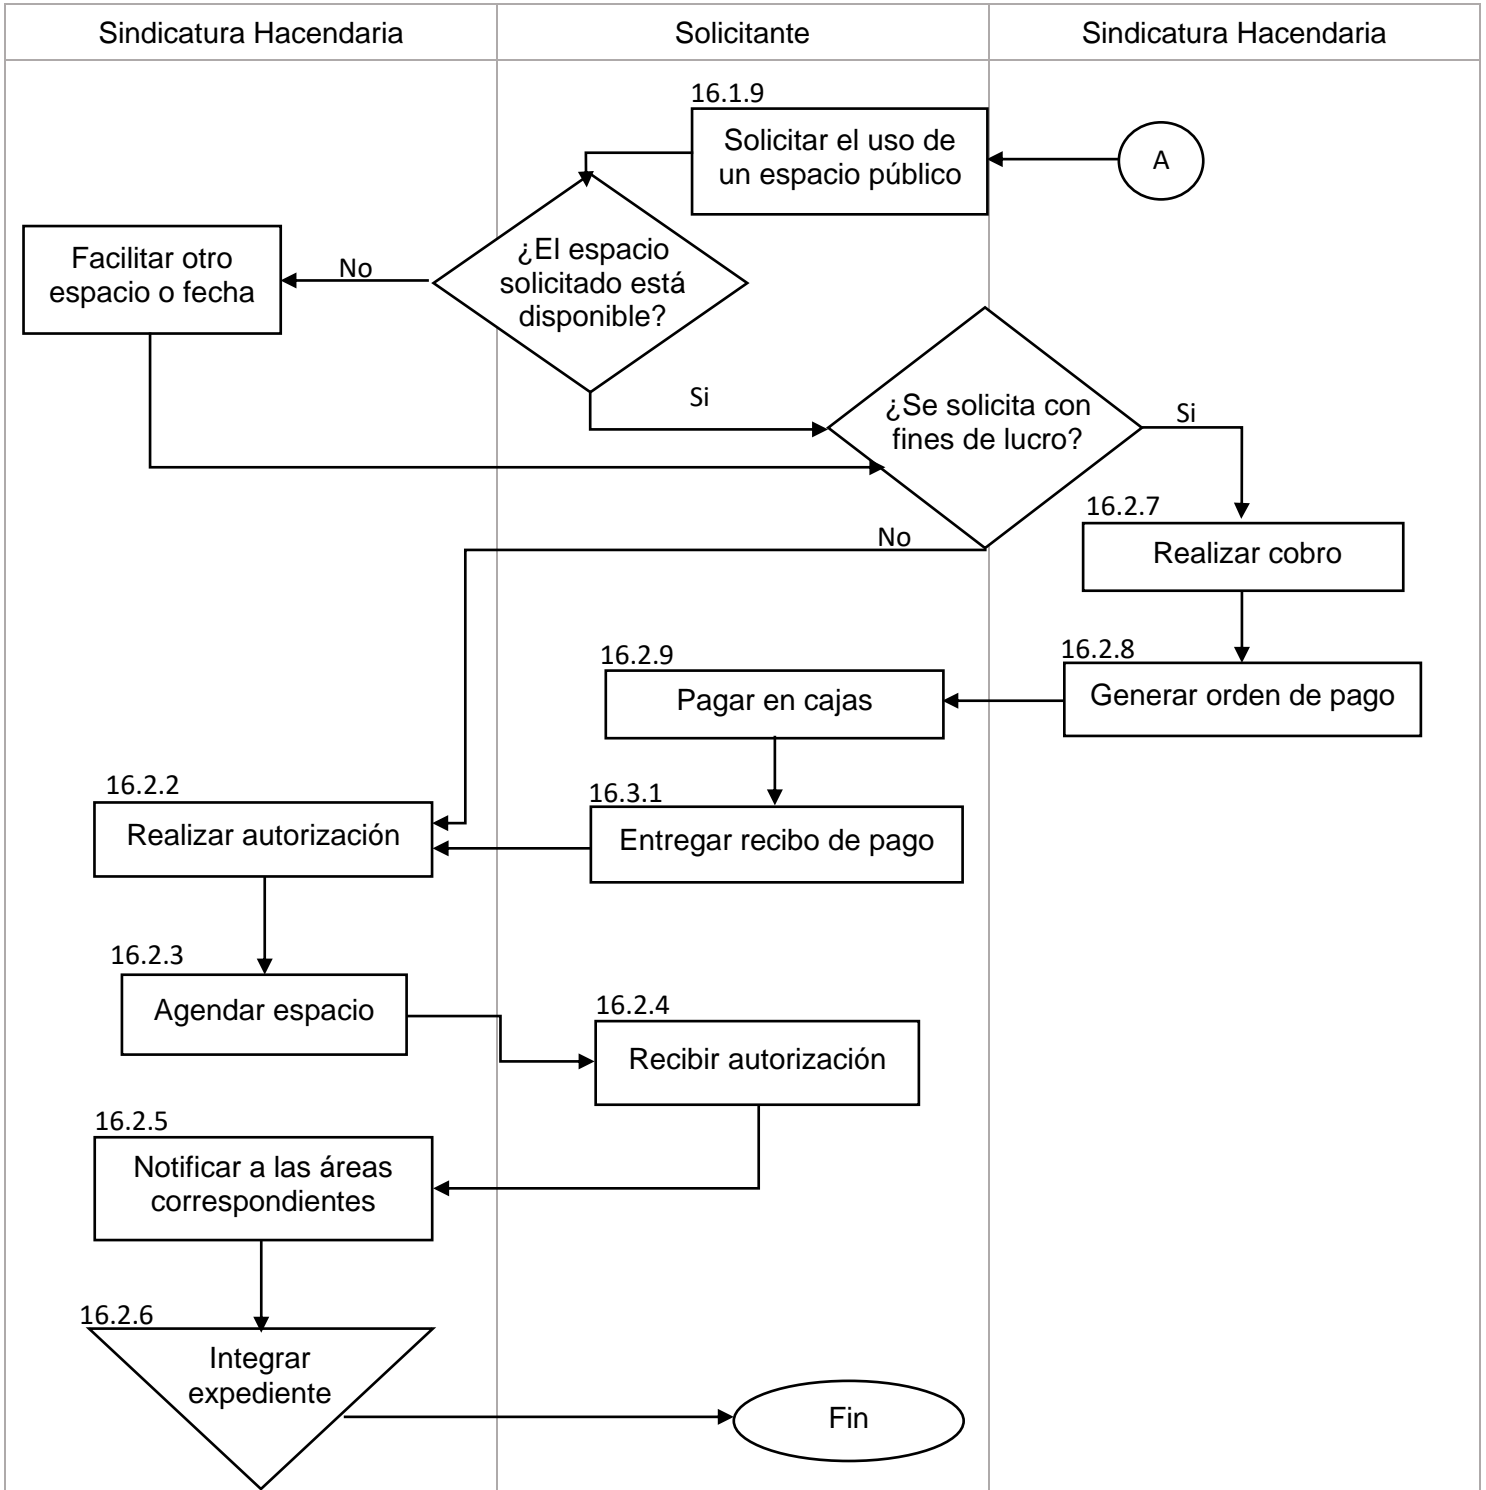 Sindicatura Hacendaria
Solicitante
Sindicatura Hacendaria
16.1.9
Solicitar el uso de
un espacio público
A
¿El espacio
solicitado está
disponible?
No
Facilitar otro
espacio o fecha
Si
¿Se solicita con
fines de lucro?
Si
No
16.2.7
Realizar cobro
16.2.8
Generar orden de pago
16.2.9
Pagar en cajas
16.3.1
Entregar recibo de pago
16.2.2
Realizar autorización
16.2.3
Agendar espacio
16.2.4
Recibir autorización
16.2.5
Notificar a las áreas
correspondientes
16.2.6
Integrar
expediente
Fin